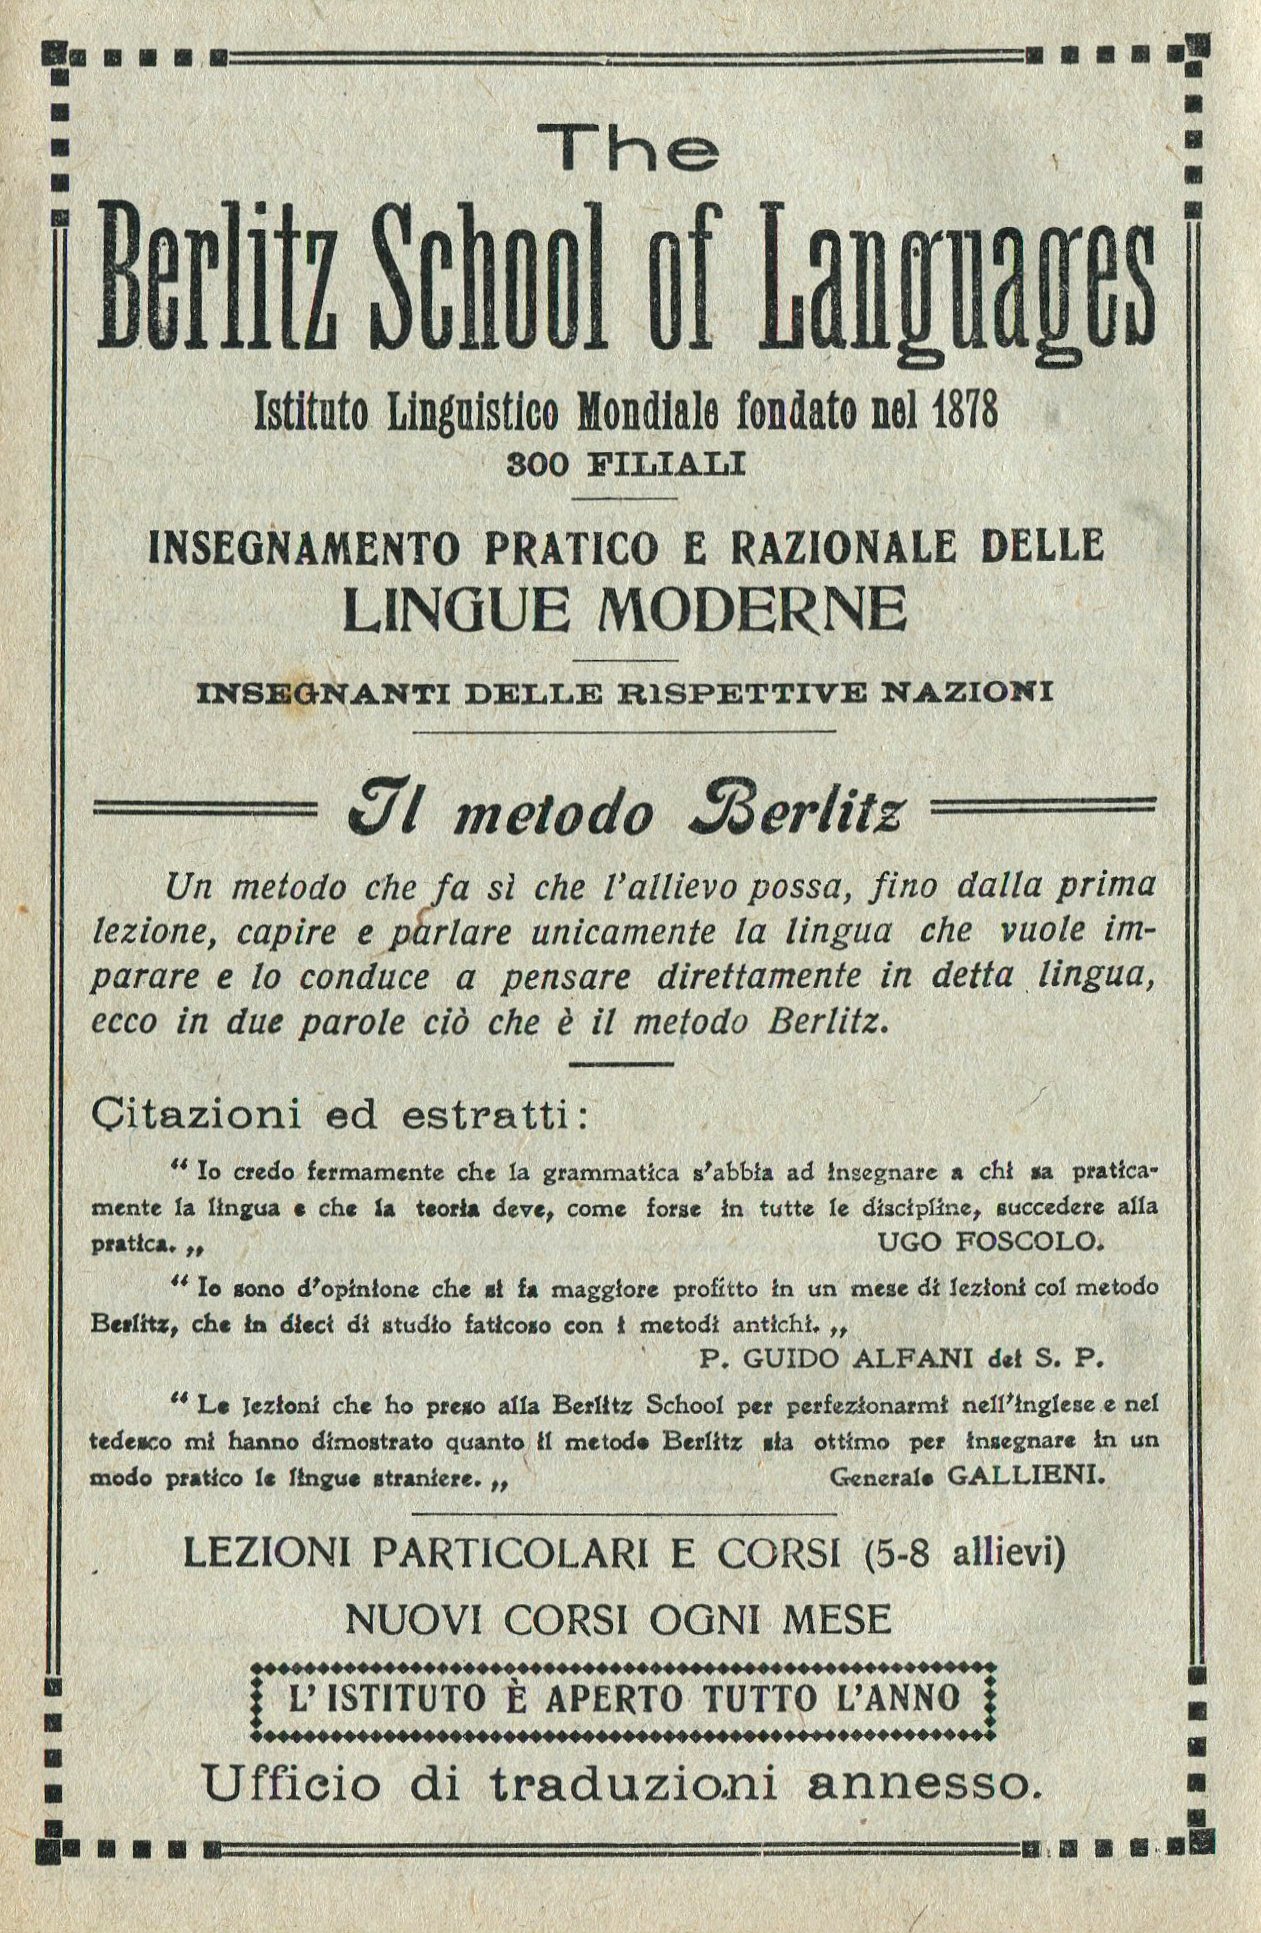 The
Berlitz School of Languages
Istituto Linguistico Mondiale fondato nel 1878
300 FILIALI
INSEGNAMENTO PRATICO E RAZIONALE DELLE
LINGUE MODERNE
INSEGNANTI DELLE RISPETTIVE NAZIONI
Il metodo Berlitz
Un metodo che fa sì che l'allievo possa, fino dalla prima
lezione, capire e parlare unicamente la lingua che vuole im-
parare e lo conduce a pensare direttamente in detta lingua,
ecco in due parole ciò che è il metodo Berlitz.
Citazioni ed estratti:
“ Io credo fermamente che la grammatica s'abbia ad insegnare a chi sa pratica-
mente la lingua e che la teoria deve, come forse in tutte le discipline, succedere alla
pratica. „ UGO FOSCOLO.
“ Io sono d'opinione che si fa maggiore profitto in un mese di lezioni col metodo
Berlitz, che in dieci di studio faticoso con i metodi antichi. „
P. GUIDO ALFANI del S. P.
“ Le lezioni che ho preso alla Berlitz School per perfezionarmi nell'inglese e nel
tedesco mi hanno dimostrato quanto il metodo Berlitz sia ottimo per insegnare in un
modo pratico le lingue straniere. „ Generale GALLIENI.
LEZIONI PARTICOLARI E CORSI (5-8 allievi)
NUOVI CORSI OGNI MESE
L' ISTITUTO È APERTO TUTTO L'ANNO
Ufficio di traduzioni annesso.